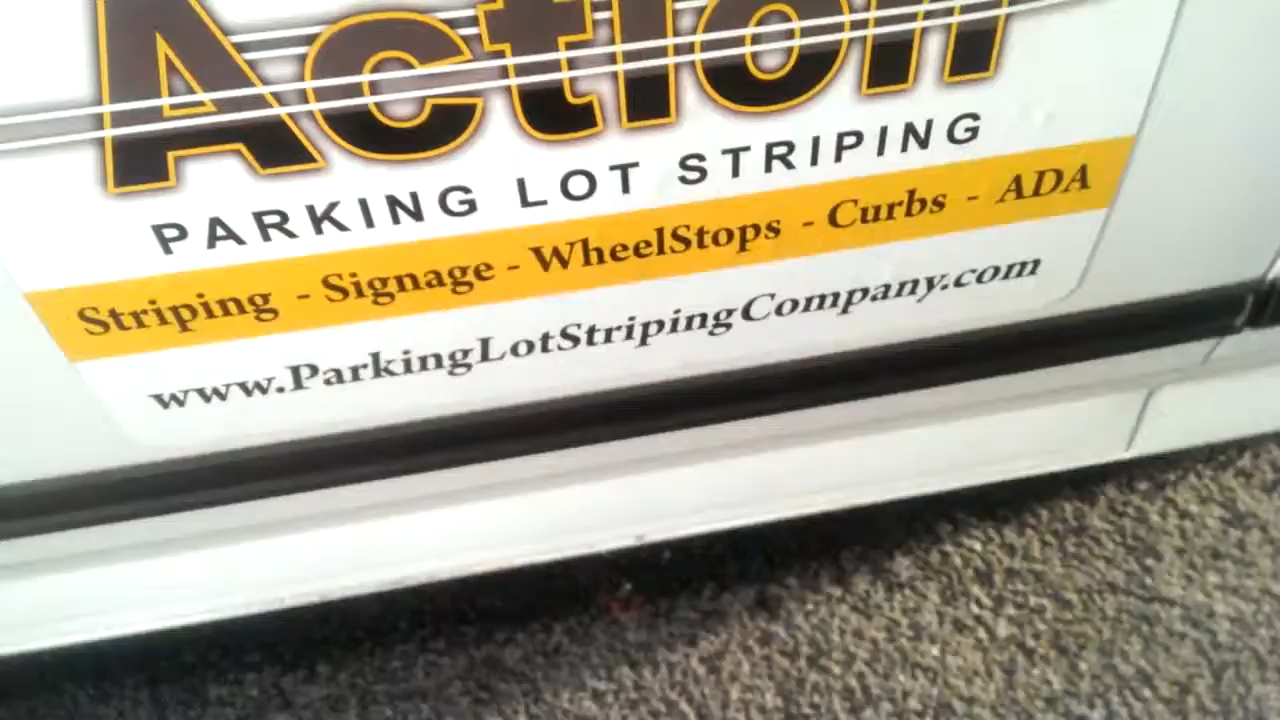 Action
PARKING LOT STRIPING
Striping - Signage - WheelStops - Curbs - ADA
www.ParkingLotStripingCompany.com